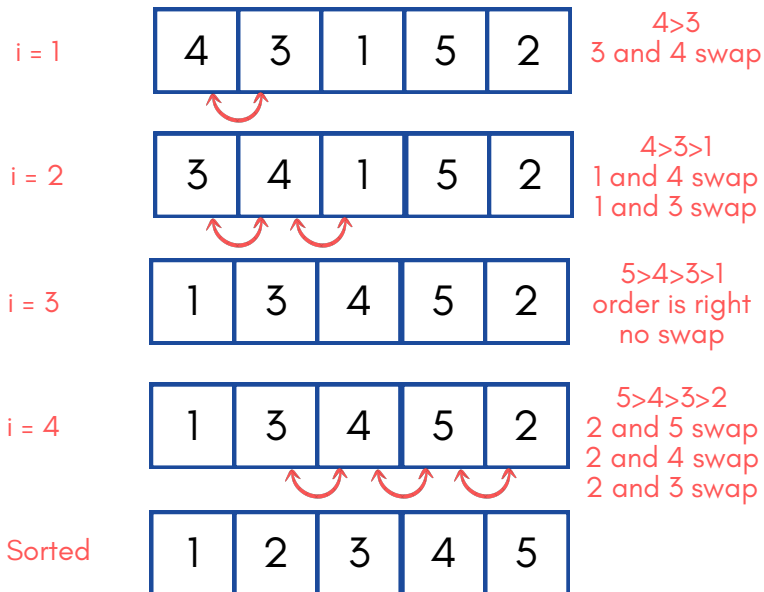 i = 1
4 3 1 5 2
4>3
3 and 4 swap
i = 2
3 4 1 5 2
4>3>1
1 and 4 swap
1 and 3 swap
i = 3
1 3 4 5 2
5>4>3>1
order is right
no swap
i = 4
1 3 4 5 2
5>4>3>2
2 and 5 swap
2 and 4 swap
2 and 3 swap
Sorted
1 2 3 4 5